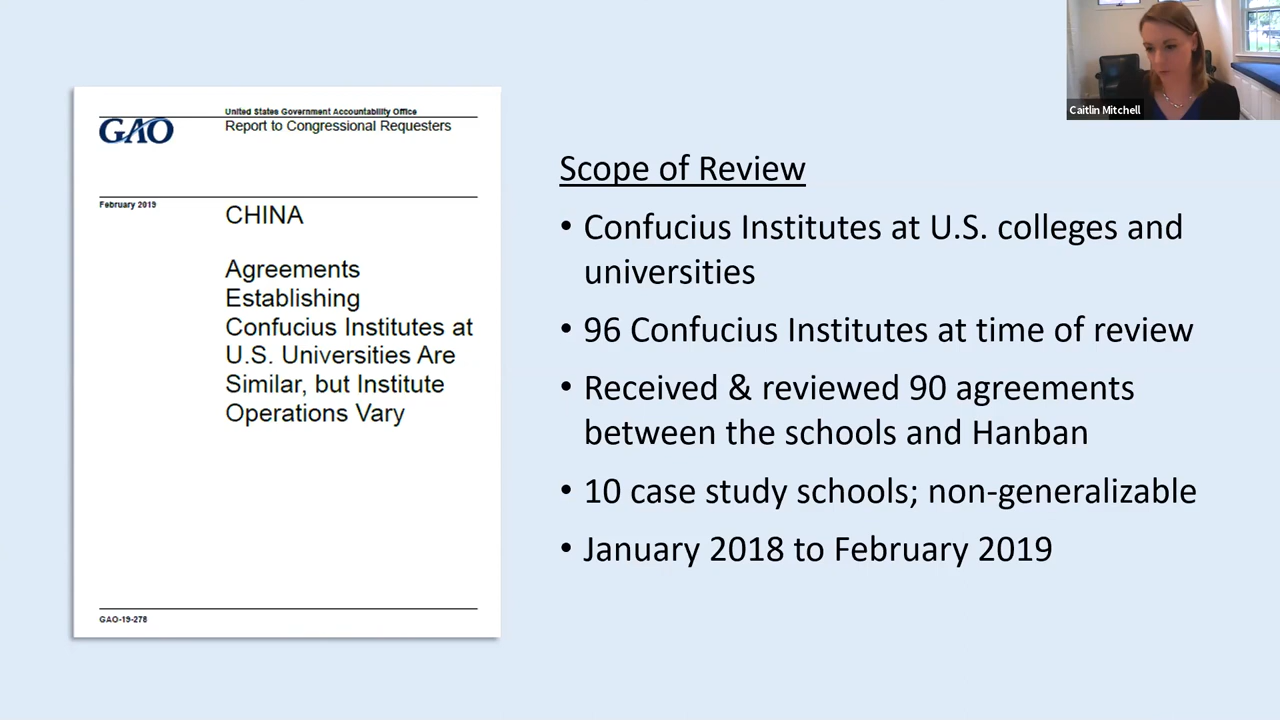 United States Government Accountability Office
GAO
Report to Congressional Requesters
February 2019
CHINA
Agreements
Establishing
Confucius Institutes at
U.S. Universities Are
Similar, but Institute
Operations Vary
GAO-19-278
Caitlin Mitchell
Scope of Review
• Confucius Institutes at U.S. colleges and
universities
• 96 Confucius Institutes at time of review
• Received & reviewed 90 agreements
between the schools and Hanban
• 10 case study schools; non-generalizable
• January 2018 to February 2019